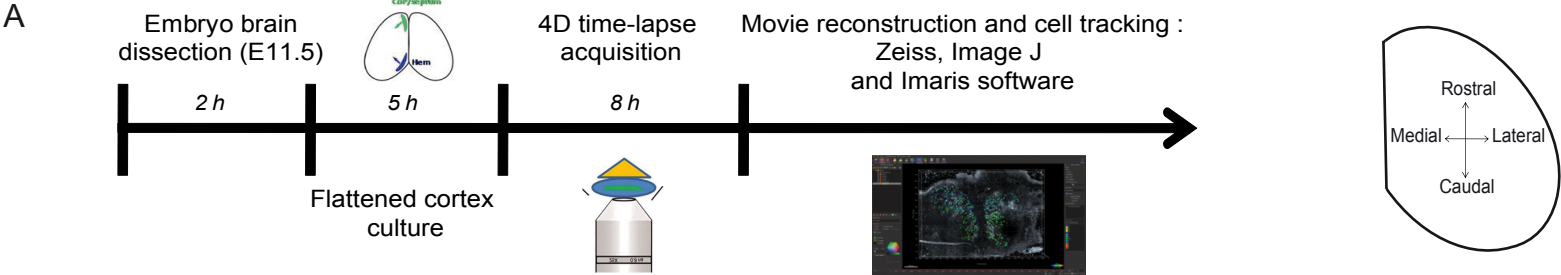 A
Embryo brain
dissection (E11.5)
Hem
4D time-lapse
acquisition
Movie reconstruction and cell tracking :
Zeiss, Image J
and Imaris software
2 h
5 h
8 h
Flattened cortex
culture
Rostral
Medial
Lateral
Caudal